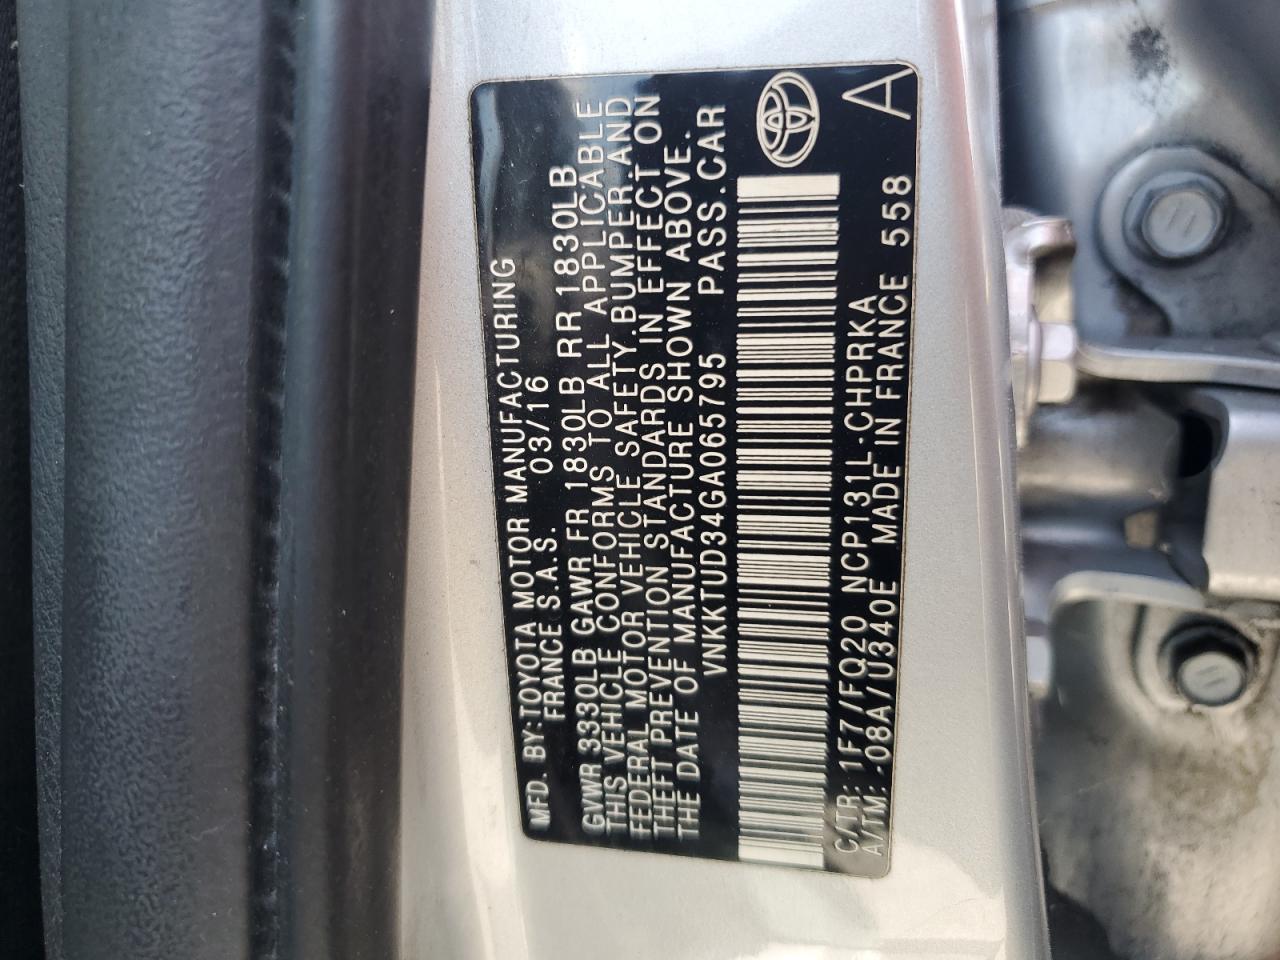 MFD. BY: TOYOTA MOTOR MANUFACTURING
FRANCE S.A.S. 03/16
GVWR 3330LB GAWR FR 1830LB RR 1830LB
THIS VEHICLE CONFORMS TO ALL APPLICABLE
FEDERAL MOTOR VEHICLE SAFETY, BUMPER, AND
THEFT PREVENTION STANDARDS IN EFFECT ON
THE DATE OF MANUFACTURE SHOWN ABOVE.
VNKKTUD34GA065795 PASS. CAR
C/TR: 1F7/FQ20 NCP131L-CHPRKA
A/TM: -08A/U340E MADE IN FRANCE 558
A